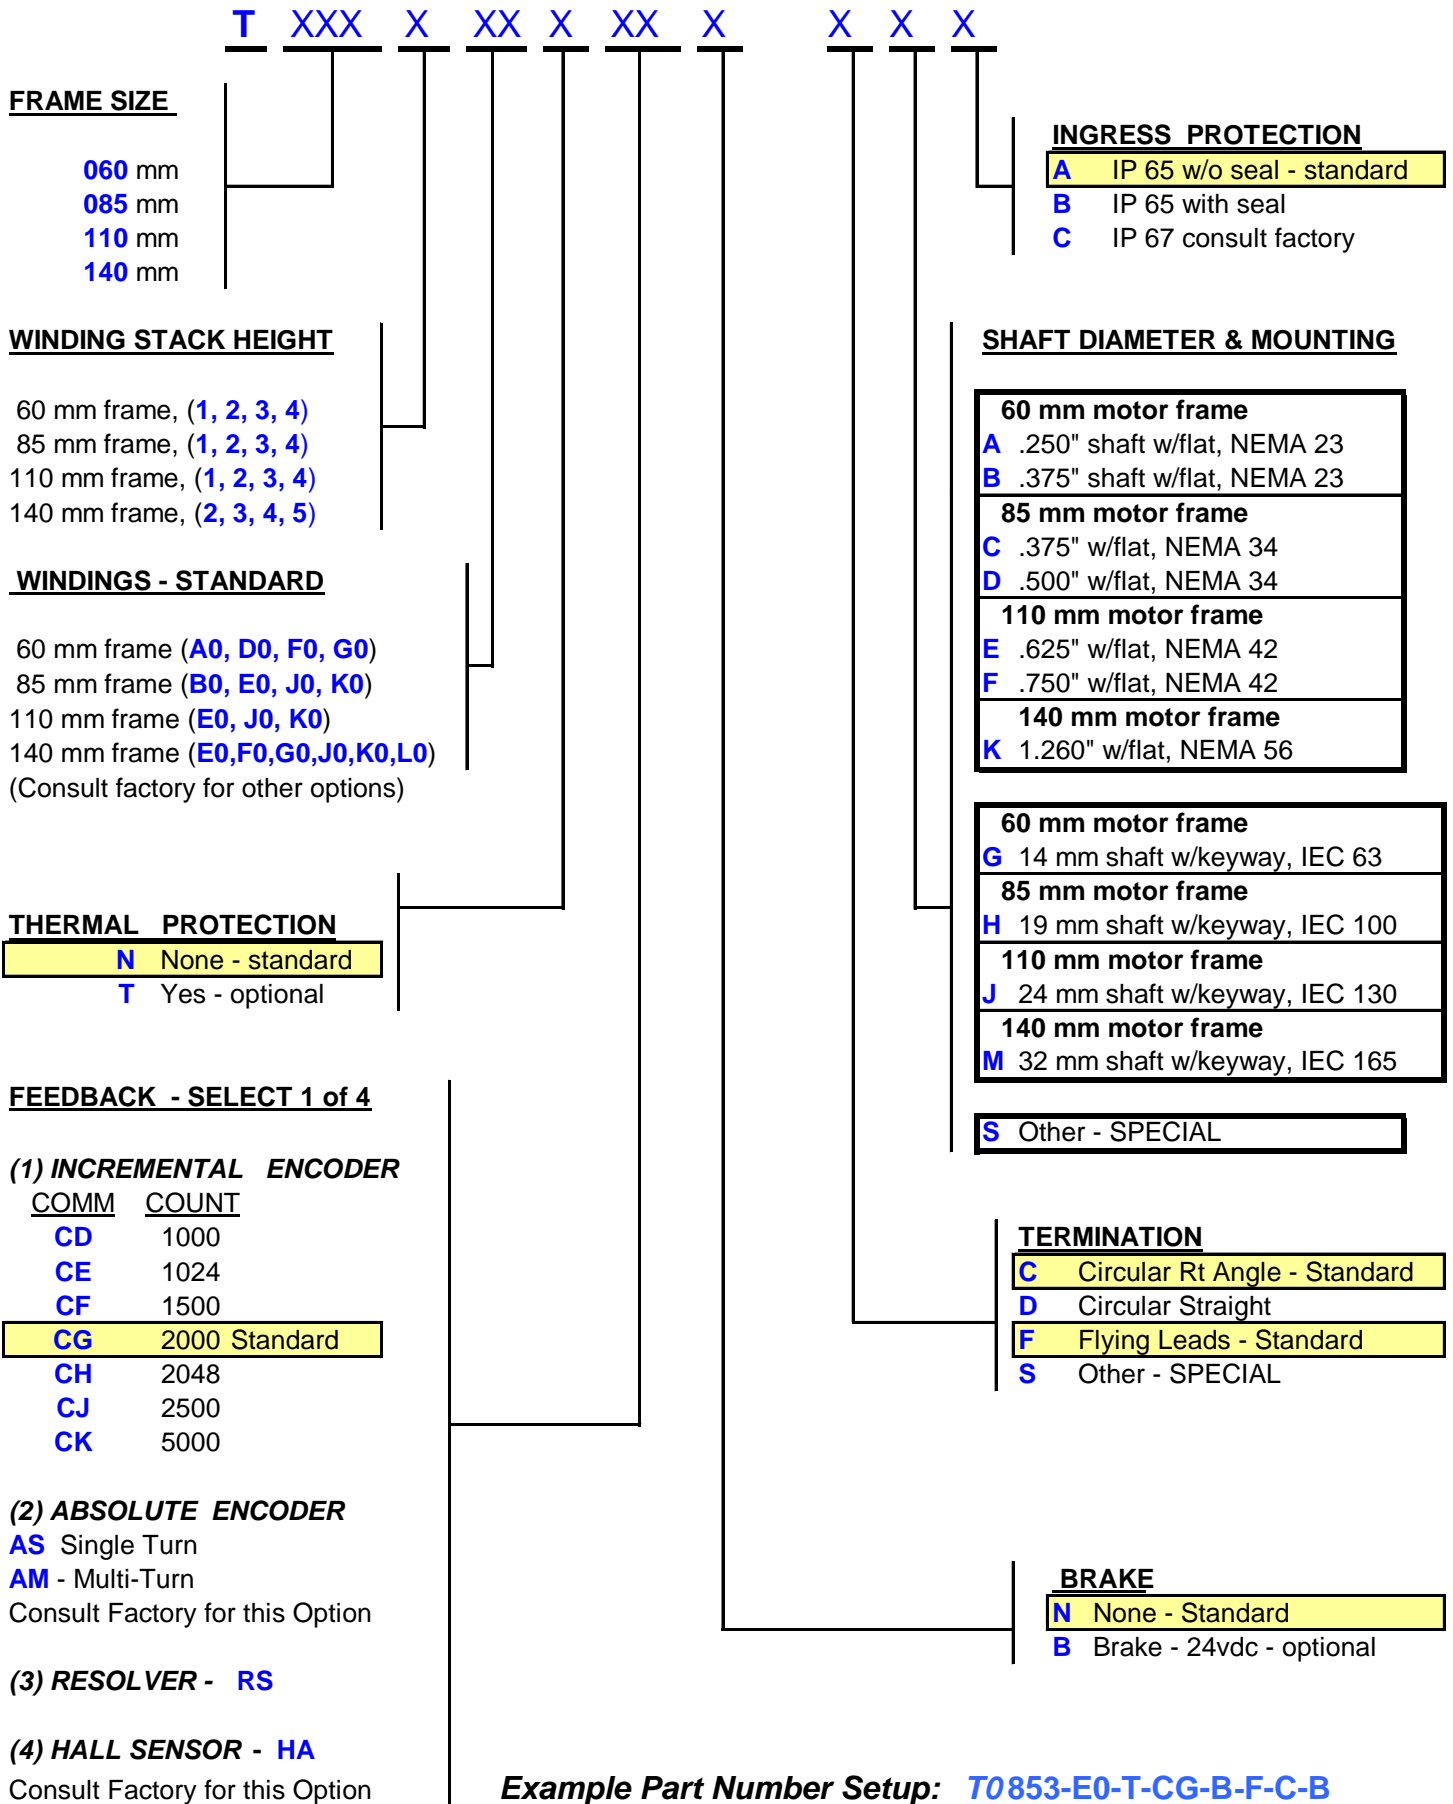 T XXX X XX X XX X X X X
FRAME SIZE
060 mm
085 mm
110 mm
140 mm
WINDING STACK HEIGHT
60 mm frame, (1, 2, 3, 4)
85 mm frame, (1, 2, 3, 4)
110 mm frame, (1, 2, 3, 4)
140 mm frame, (2, 3, 4, 5)
WINDINGS - STANDARD
60 mm frame (A0, D0, F0, G0)
85 mm frame (B0, E0, J0, K0)
110 mm frame (E0, J0, K0)
140 mm frame (E0,F0,G0,J0,K0,L0)
(Consult factory for other options)
THERMAL PROTECTION
N None - standard
T Yes - optional
FEEDBACK - SELECT 1 of 4
(1) INCREMENTAL ENCODER
COMM COUNT
CD 1000
CE 1024
CF 1500
CG 2000 Standard
CH 2048
CJ 2500
CK 5000
(2) ABSOLUTE ENCODER
AS Single Turn
AM - Multi-Turn
Consult Factory for this Option
(3) RESOLVER - RS
(4) HALL SENSOR - HA
Consult Factory for this Option
INGRESS PROTECTION
A IP 65 w/o seal - standard
B IP 65 with seal
C IP 67 consult factory
SHAFT DIAMETER & MOUNTING
60 mm motor frame
A .250" shaft w/flat, NEMA 23
B .375" shaft w/flat, NEMA 23
85 mm motor frame
C .375" w/flat, NEMA 34
D .500" w/flat, NEMA 34
110 mm motor frame
E .625" w/flat, NEMA 42
F .750" w/flat, NEMA 42
140 mm motor frame
K 1.260" w/flat, NEMA 56
60 mm motor frame
G 14 mm shaft w/keyway, IEC 63
85 mm motor frame
H 19 mm shaft w/keyway, IEC 100
110 mm motor frame
J 24 mm shaft w/keyway, IEC 130
140 mm motor frame
M 32 mm shaft w/keyway, IEC 165
S Other - SPECIAL
TERMINATION
C Circular Rt Angle - Standard
D Circular Straight
F Flying Leads - Standard
S Other - SPECIAL
BRAKE
N None - Standard
B Brake - 24vdc - optional
Example Part Number Setup: T0853-E0-T-CG-B-F-C-B